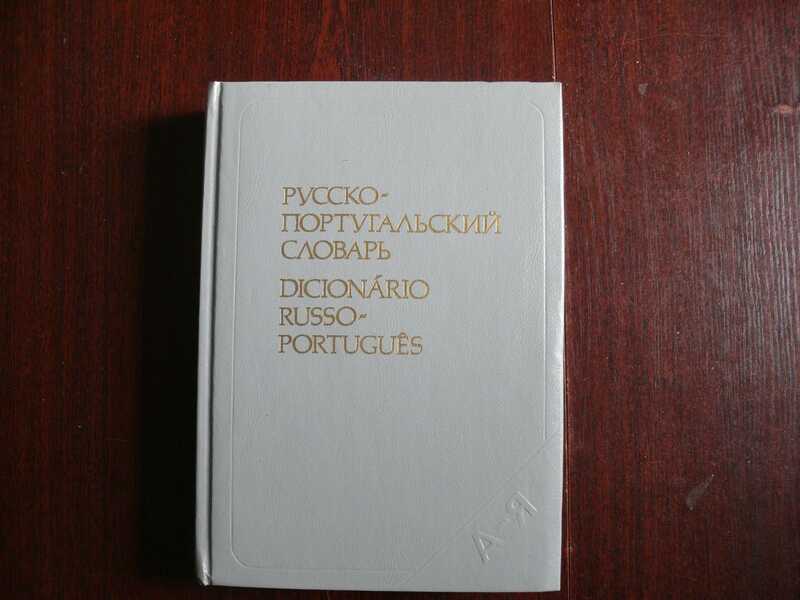 РУССКО-
ПОРТУГАЛЬСКИЙ
СЛОВАРЬ
DICIONÁRIO
RUSSO-
PORTUGUÊS
А-Я